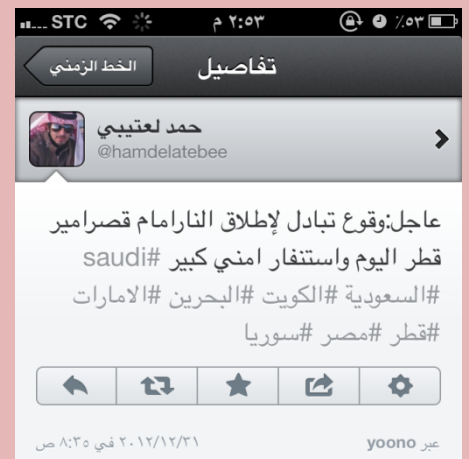 STC ٢:٥٣ م ٪٥٣
الخط الزمني تفاصيل
حمد لعتيبي
@hamdelatebee
عاجل:وقوع تبادل لإطلاق النارامام قصرامير
قطر اليوم واستنفار امني كبير #saudi
#السعودية #الكويت #البحرين #الامارات
#قطر #مصر #سوريا
٢٠١٢/١٢/٣١ في ٨:٣٥ ص عبر yoono